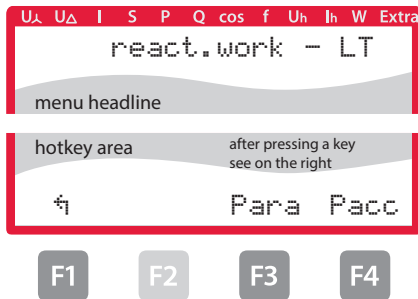 U⅄ U∆ I S P Q cos f Uh Ih W Extra
react.work - LT
menu headline
hotkey area
after pressing a key
see on the right
↰ Para Pacc
F1 F2 F3 F4